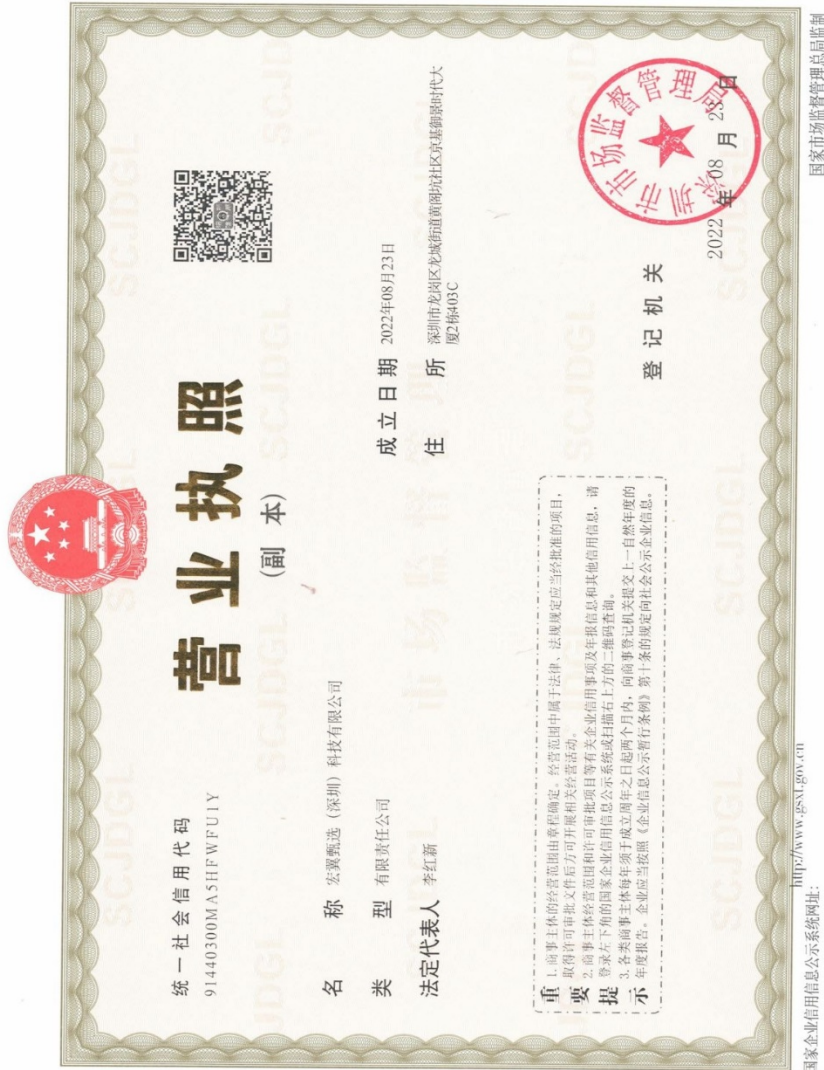 营业执照
(副 本)
统一社会信用代码
91440300MA5HFWFU1Y
名 称 宏翼甄选（深圳）科技有限公司
类 型 有限责任公司
法定代表人 李红新
成立日期 2022年08月23日
住 所 深圳市龙岗区龙城街道黄阁坑社区京基御景时代大
厦2栋403C
重要提示
1. 商事主体的经营范围由章程确定。经营范围中属于法律、法规规定应当经批准的项目，
取得许可审批文件后方可开展相关经营活动。
2. 商事主体经营范围和许可审批项目等有关企业信用事项及年报信息和其他信用信息，请
登录左下角的国家企业信用信息公示系统或扫描右上方的二维码查询。
3. 各类商事主体每年须于成立周年之日起两个月内，向商事登记机关提交上一自然年度的
年度报告。企业应当按照《企业信息公示暂行条例》第十条的规定向社会公示企业信息。
登记机关
深圳市市场监督管理局
2022 年 08 月 23 日
国家企业信用信息公示系统网址：
http://www.gsxt.gov.cn
国家市场监督管理总局监制
SCJDGL
市场监督管理